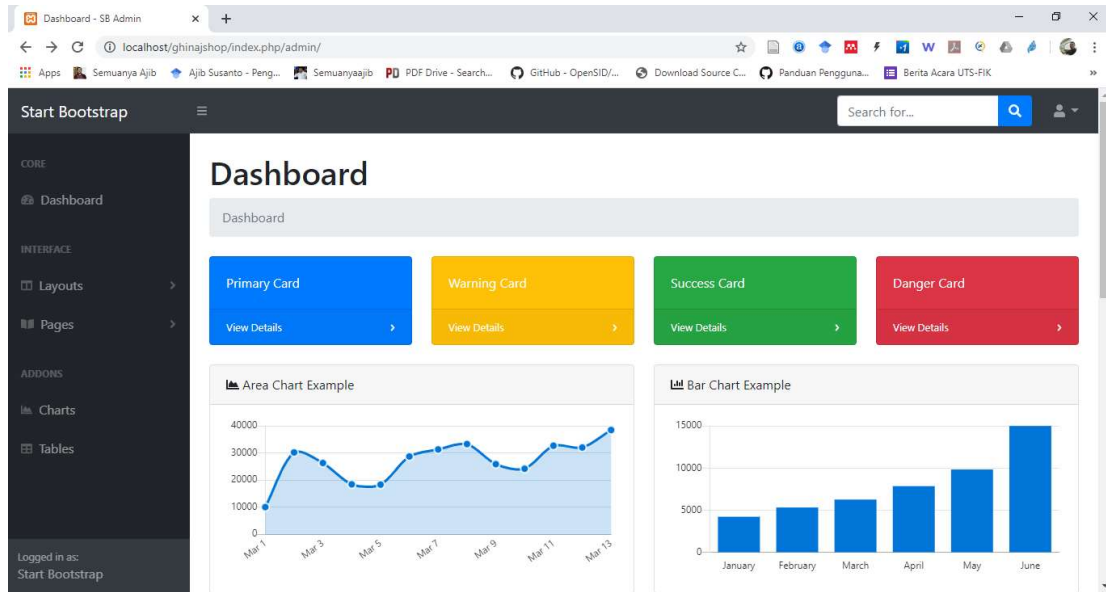 Dashboard - SB Admin
localhost/ghinajshop/index.php/admin/
Apps Semuanya Ajib Ajib Susanto - Peng... Semuanyaajib PDF Drive - Search... GitHub - OpenSID/... Download Source C... Panduan Pengguna... Berita Acara UTS-FIK
Start Bootstrap
Search for...
CORE
Dashboard
INTERFACE
Layouts
Pages
ADDONS
Charts
Tables
Logged in as:
Start Bootstrap
Dashboard
Dashboard
Primary Card
View Details
Warning Card
View Details
Success Card
View Details
Danger Card
View Details
Area Chart Example
40000
30000
20000
10000
0
Mar 1 Mar 3 Mar 5 Mar 7 Mar 9 Mar 11 Mar 13
Bar Chart Example
15000
10000
5000
0
January February March April May June